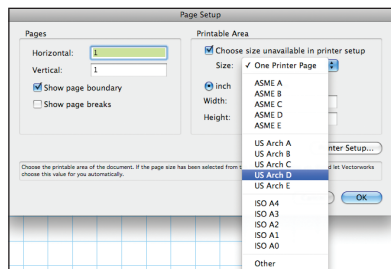 Page Setup
Pages
Horizontal: 1
Vertical: 1
Show page boundary
Show page breaks
Printable Area
Choose size unavailable in printer setup
Size: ✓ One Printer Page
inch
Width:
Height:
ASME A
ASME B
ASME C
ASME D
ASME E
US Arch A
US Arch B
US Arch C
US Arch D
US Arch E
ISO A4
ISO A3
ISO A2
ISO A1
ISO A0
Other
nter Setup...
Choose the printable area of the document. If the page size has been selected from
d let Vectorworks
choose this value for you automatically.
OK